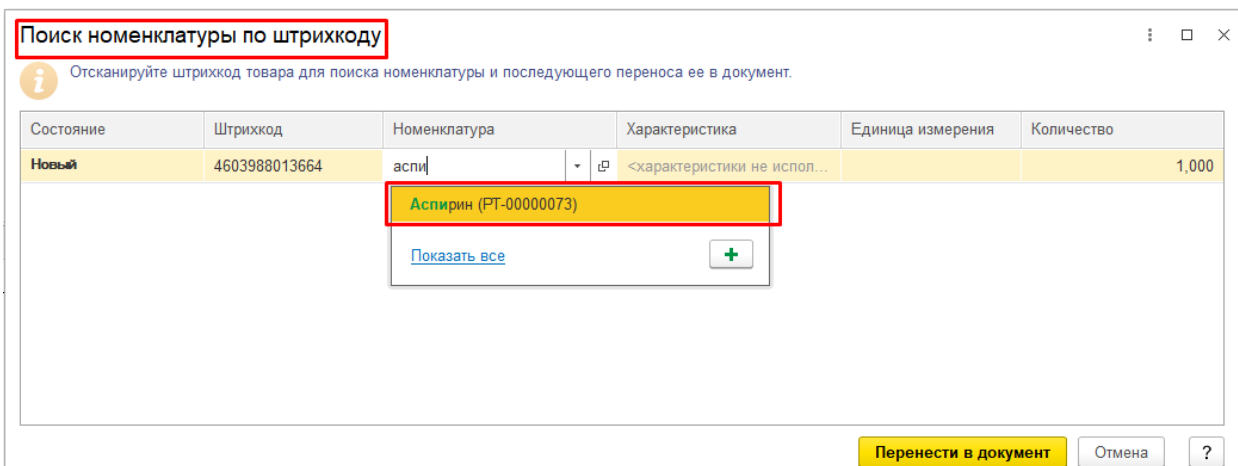 Поиск номенклатуры по штрихкоду
Отсканируйте штрихкод товара для поиска номенклатуры и последующего переноса ее в документ.
Состояние Штрихкод Номенклатура Характеристика Единица измерения Количество
Новый 4603988013664 аспи <характеристики не испол... 1,000
Аспирин (РТ-00000073)
Показать все
Перенести в документ Отмена ?